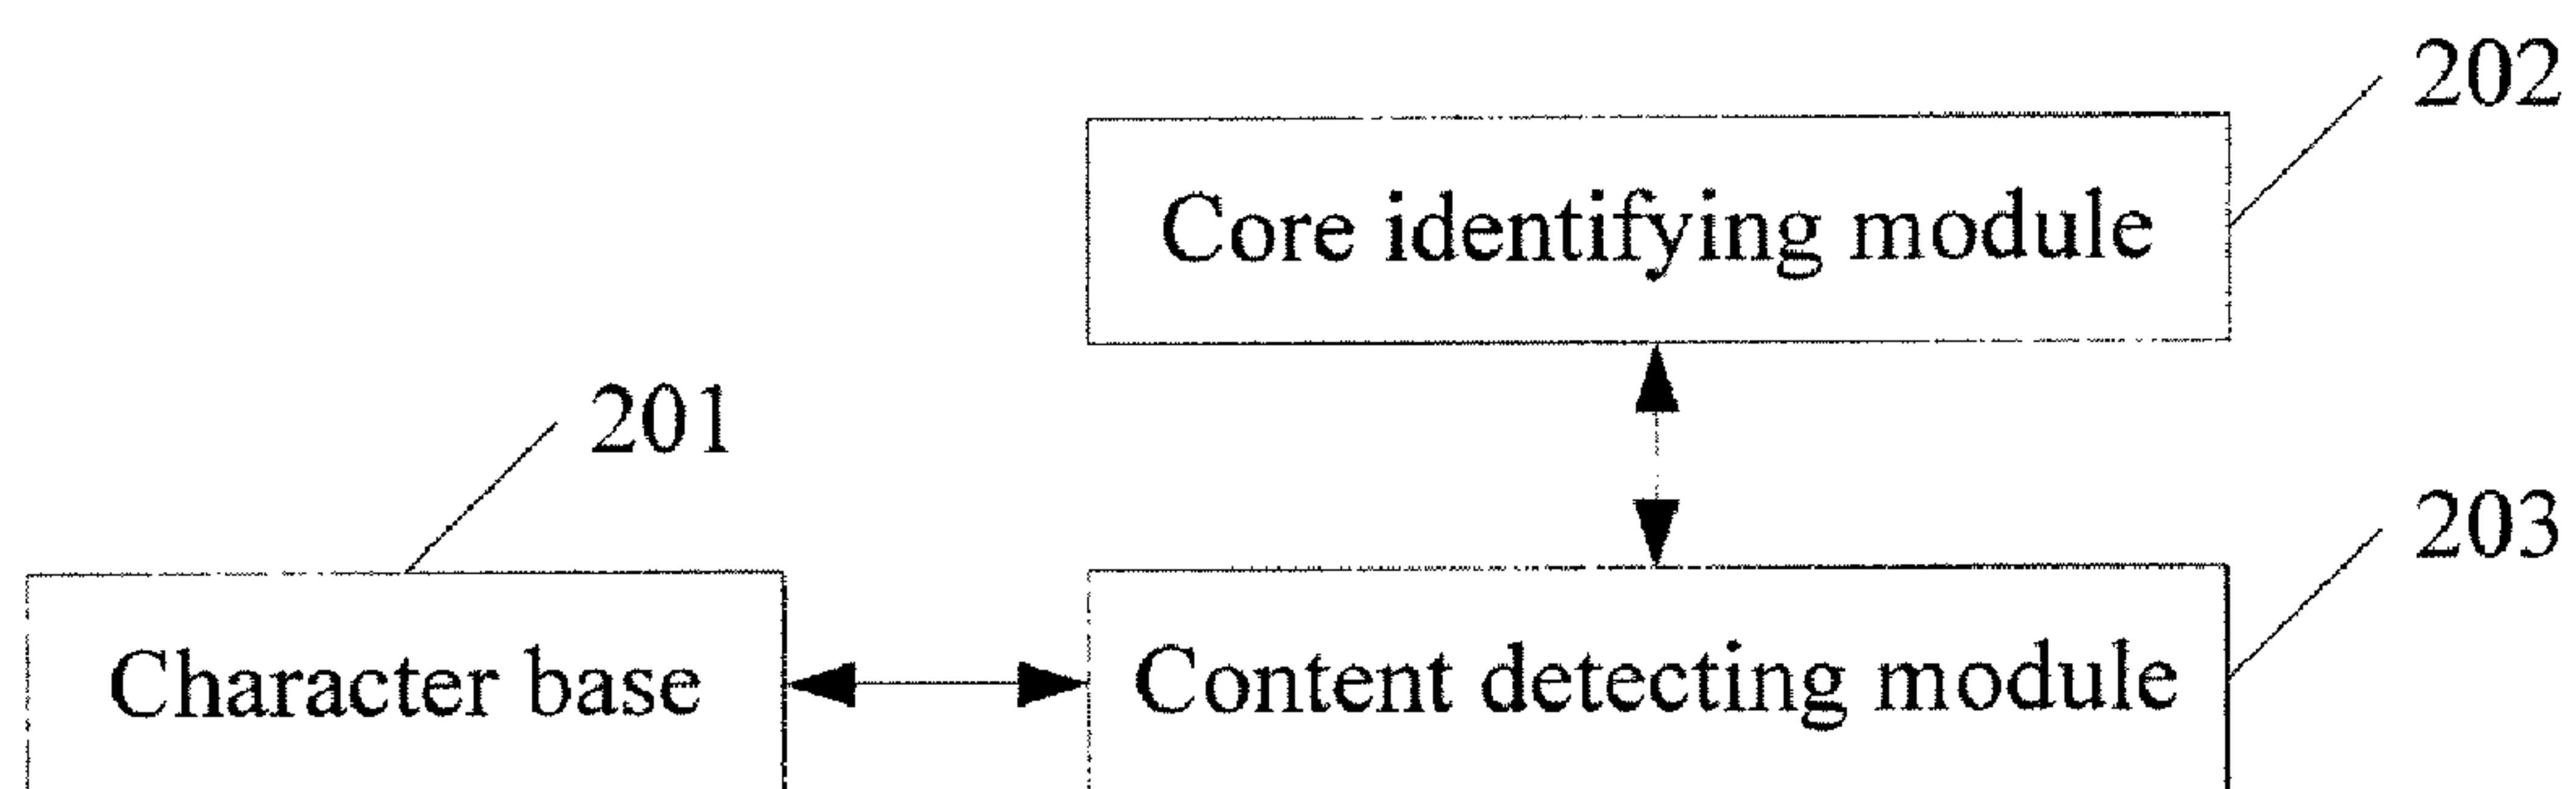 202
Core identifying module
201
203
Character base
Content detecting module